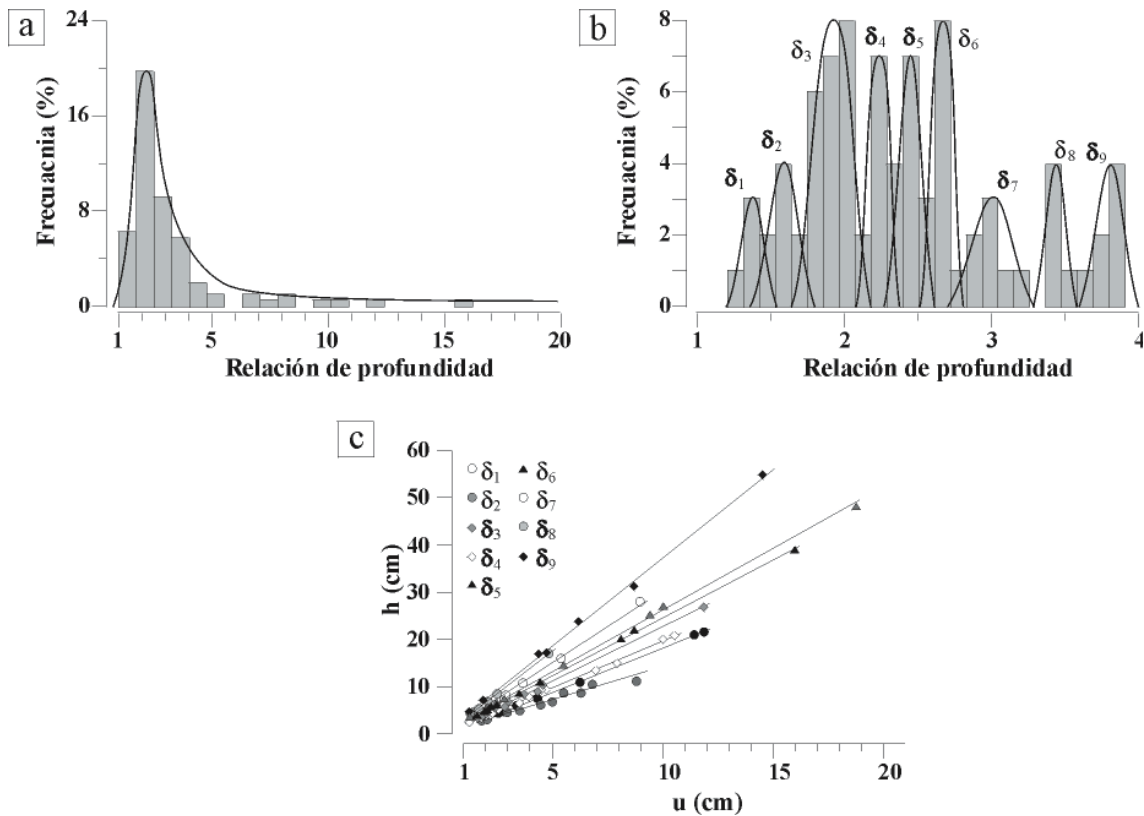 a
24
16
8
0
Frecuacnia (%)
1 5 10 15 20
Relación de profundidad
b
8
6
4
2
0
Frecuacnia (%)
δ1
δ2
δ3
δ4
δ5
δ6
δ7
δ8
δ9
1 2 3 4
Relación de profundidad
c
60
50
40
30
20
10
0
h (cm)
δ1 δ6
δ2 δ7
δ3 δ8
δ4 δ9
δ5
1 5 10 15 20
u (cm)